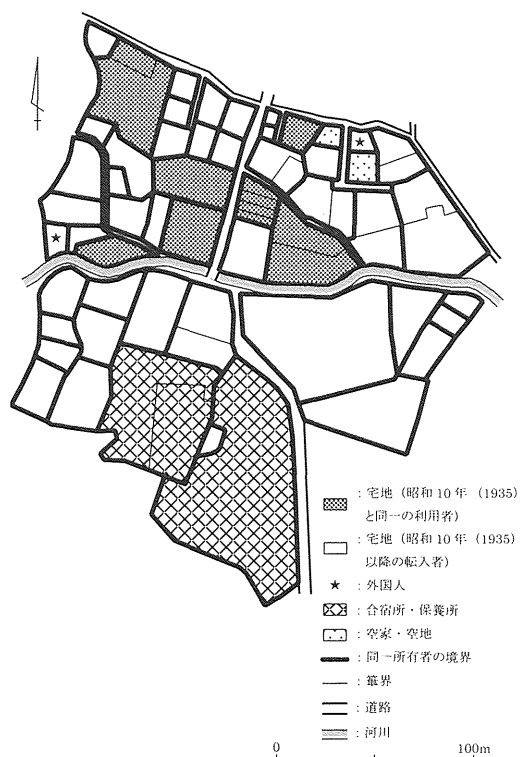 : 宅地（昭和10年（1935）
と同一の利用者）
: 宅地（昭和10年（1935）
以降の転入者）
★ : 外国人
: 合宿所・保養所
: 空家・空地
: 同一所有者の境界
: 筆界
: 道路
: 河川
0 100m